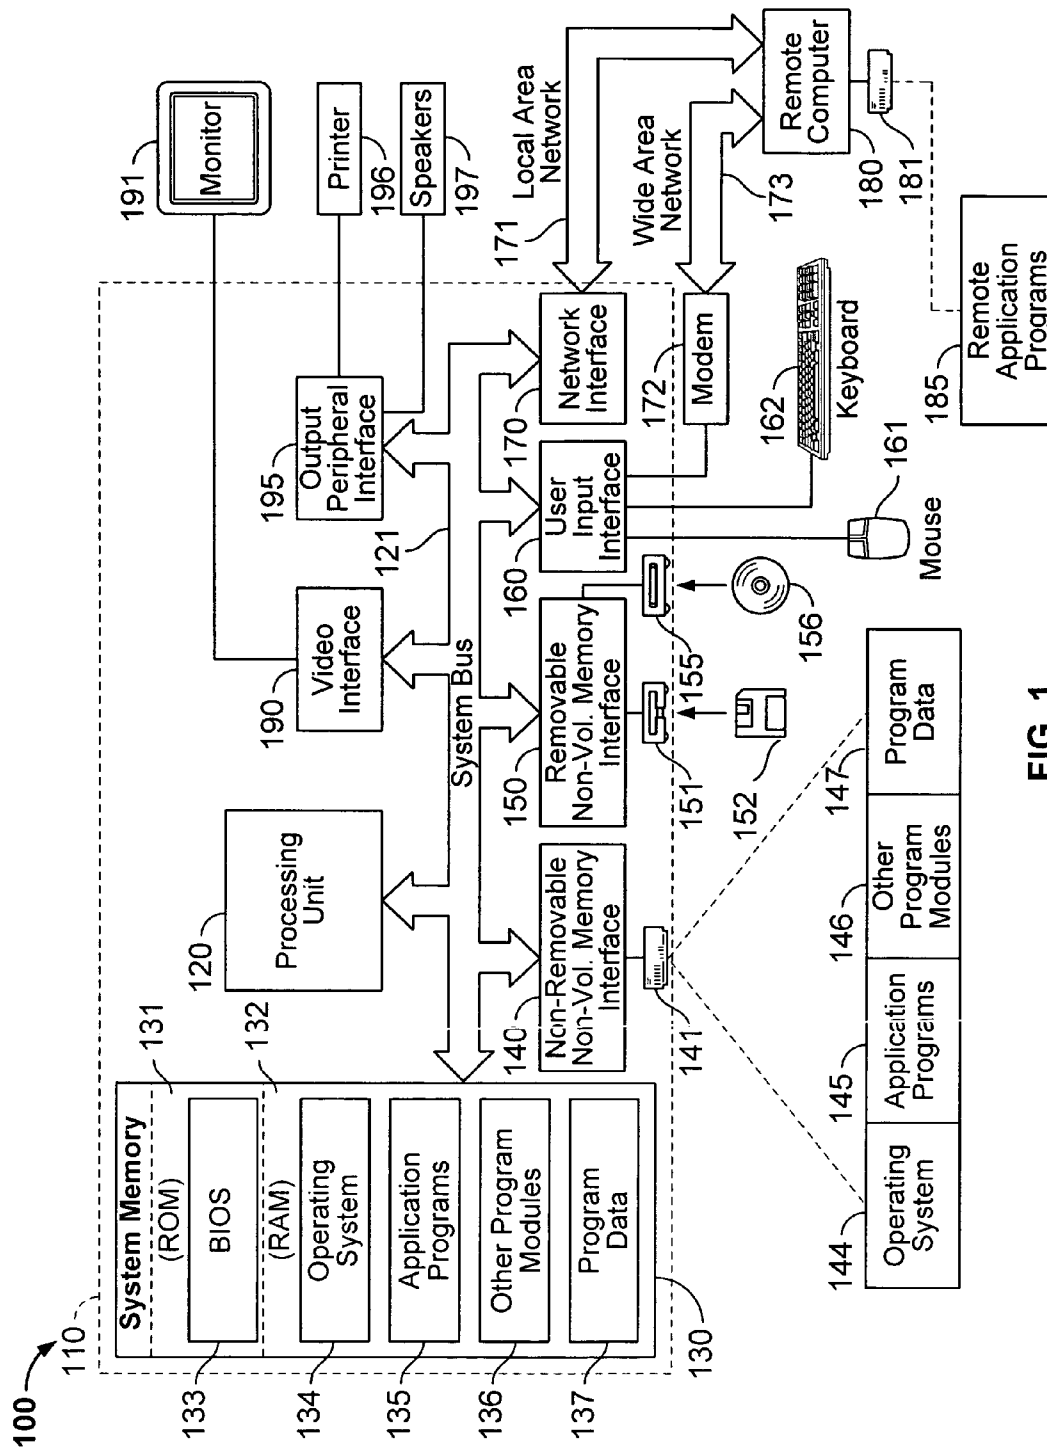 100
110
System Memory
(ROM)
131
BIOS
133
(RAM)
132
Operating
System
134
Application
Programs
135
Other Program
Modules
136
Program
Data
137
130
120
Processing
Unit
190
Video
Interface
195
Output
Peripheral
Interface
191
Monitor
Printer
196
Speakers
197
121
System Bus
140
Non-Removable
Non-Vol. Memory
Interface
150
Removable
Non-Vol. Memory
Interface
160
User
Input
Interface
170
Network
Interface
171
Local Area
Network
141
151
155
172
Modem
Wide Area
Network
173
Remote
Computer
180
181
152
156
Mouse
161
162
Keyboard
144
Operating
System
145
Application
Programs
146
Other
Program
Modules
147
Program
Data
185
Remote
Application
Programs
FIG. 1